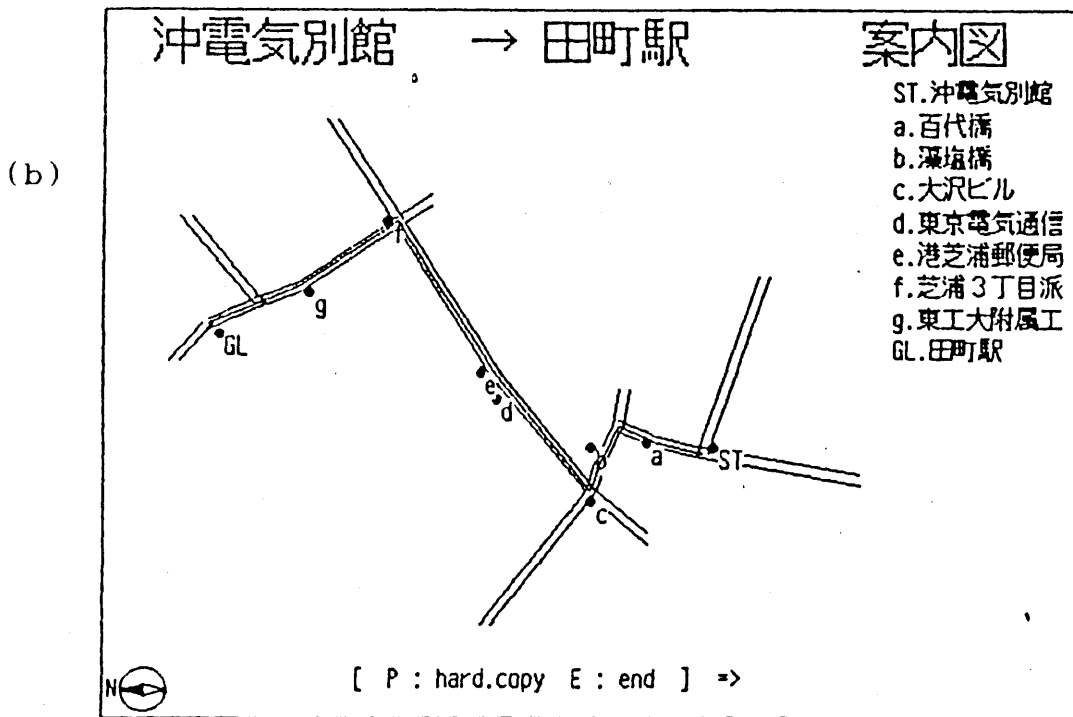 (b)
沖電気別館 → 田町駅 案内図
ST.沖電気別館
a.百代橋
b.藻塩橋
c.大沢ビル
d.東京電気通信
e.港芝浦郵便局
f.芝浦3丁目派
g.東工大附属工
GL.田町駅
f
g
GL
e
d
b
a
ST
c
N
[ P : hard.copy E : end ] =>